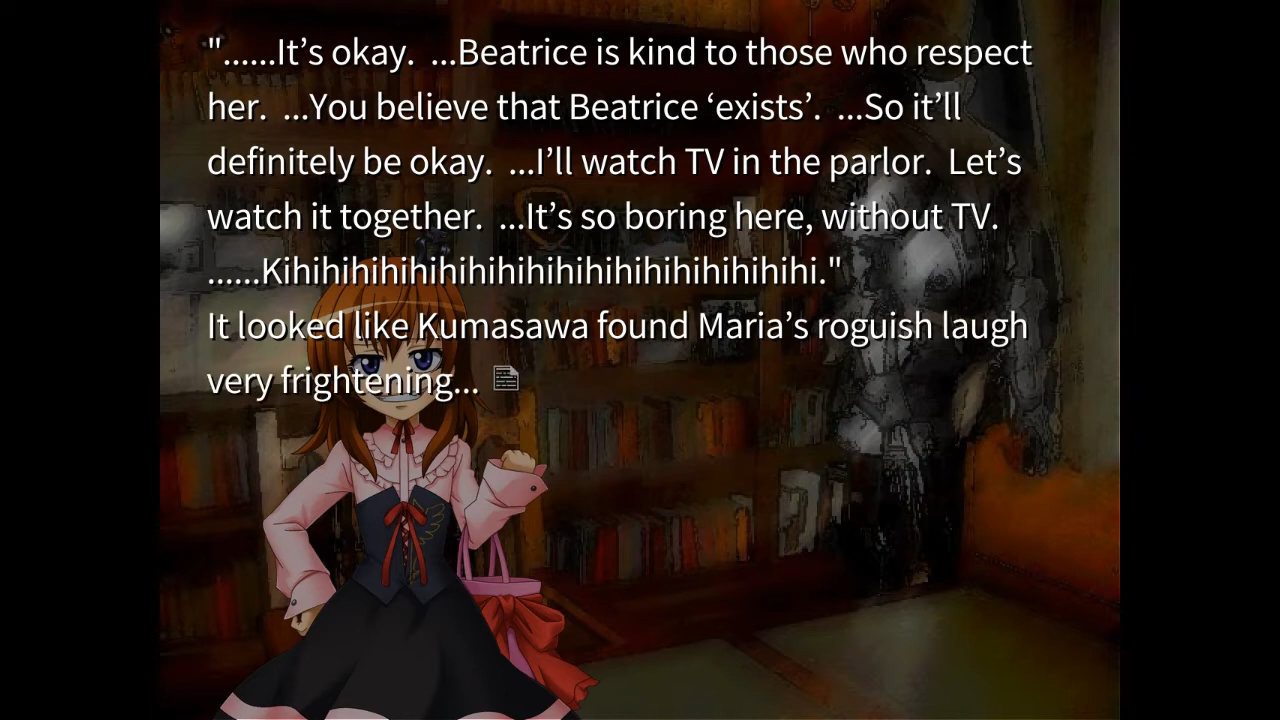 "......It’s okay.  ...Beatrice is kind to those who respect
her.  ...You believe that Beatrice ‘exists’.  ...So it’ll
definitely be okay.  ...I’ll watch TV in the parlor.  Let’s
watch it together.  ...It’s so boring here, without TV.
......Kihihihihihihihihihihihihihihihihihihi."
It looked like Kumasawa found Maria’s roguish laugh
very frightening...